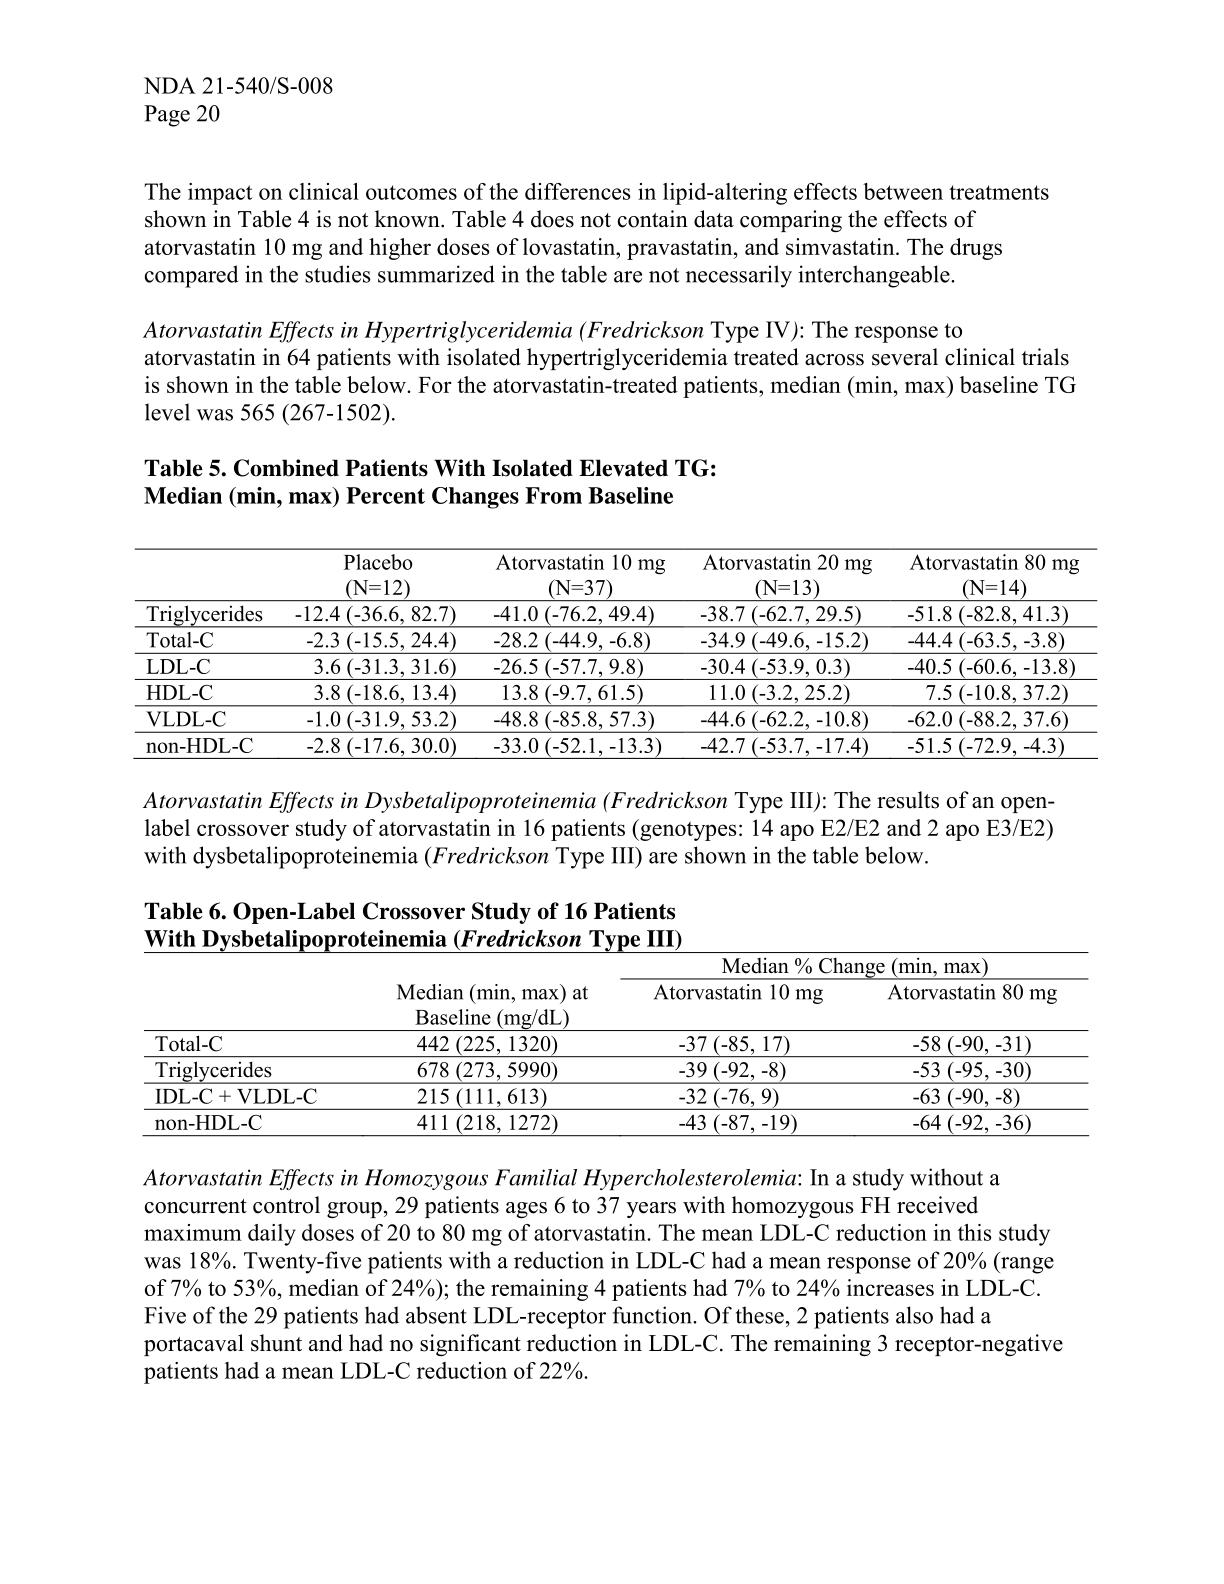 NDA 21-540/S-008
Page 20
The impact on clinical outcomes of the differences in lipid-altering effects between treatments
shown in Table 4 is not known. Table 4 does not contain data comparing the effects of
atorvastatin 10 mg and higher doses of lovastatin, pravastatin, and simvastatin. The drugs
compared in the studies summarized in the table are not necessarily interchangeable.
Atorvastatin Effects in Hypertriglyceridemia (Fredrickson Type IV): The response to
atorvastatin in 64 patients with isolated hypertriglyceridemia treated across several clinical trials
is shown in the table below. For the atorvastatin-treated patients, median (min, max) baseline TG
level was 565 (267-1502).
Table 5. Combined Patients With Isolated Elevated TG:
Median (min, max) Percent Changes From Baseline
Placebo Atorvastatin 10 mg Atorvastatin 20 mg Atorvastatin 80 mg
(N=12) (N=37) (N=13) (N=14)
Triglycerides -12.4 (-36.6, 82.7) -41.0 (-76.2, 49.4) -38.7 (-62.7, 29.5) -51.8 (-82.8, 41.3)
Total-C -2.3 (-15.5, 24.4) -28.2 (-44.9, -6.8) -34.9 (-49.6, -15.2) -44.4 (-63.5, -3.8)
LDL-C 3.6 (-31.3, 31.6) -26.5 (-57.7, 9.8) -30.4 (-53.9, 0.3) -40.5 (-60.6, -13.8)
HDL-C 3.8 (-18.6, 13.4) 13.8 (-9.7, 61.5) 11.0 (-3.2, 25.2) 7.5 (-10.8, 37.2)
VLDL-C -1.0 (-31.9, 53.2) -48.8 (-85.8, 57.3) -44.6 (-62.2, -10.8) -62.0 (-88.2, 37.6)
non-HDL-C -2.8 (-17.6, 30.0) -33.0 (-52.1, -13.3) -42.7 (-53.7, -17.4) -51.5 (-72.9, -4.3)
Atorvastatin Effects in Dysbetalipoproteinemia (Fredrickson Type III): The results of an open-
label crossover study of atorvastatin in 16 patients (genotypes: 14 apo E2/E2 and 2 apo E3/E2)
with dysbetalipoproteinemia (Fredrickson Type III) are shown in the table below.
Table 6. Open-Label Crossover Study of 16 Patients
With Dysbetalipoproteinemia (Fredrickson Type III)
Median % Change (min, max)
Median (min, max) at Atorvastatin 10 mg Atorvastatin 80 mg
Baseline (mg/dL)
Total-C 442 (225, 1320) -37 (-85, 17) -58 (-90, -31)
Triglycerides 678 (273, 5990) -39 (-92, -8) -53 (-95, -30)
IDL-C + VLDL-C 215 (111, 613) -32 (-76, 9) -63 (-90, -8)
non-HDL-C 411 (218, 1272) -43 (-87, -19) -64 (-92, -36)
Atorvastatin Effects in Homozygous Familial Hypercholesterolemia: In a study without a
concurrent control group, 29 patients ages 6 to 37 years with homozygous FH received
maximum daily doses of 20 to 80 mg of atorvastatin. The mean LDL-C reduction in this study
was 18%. Twenty-five patients with a reduction in LDL-C had a mean response of 20% (range
of 7% to 53%, median of 24%); the remaining 4 patients had 7% to 24% increases in LDL-C.
Five of the 29 patients had absent LDL-receptor function. Of these, 2 patients also had a
portacaval shunt and had no significant reduction in LDL-C. The remaining 3 receptor-negative
patients had a mean LDL-C reduction of 22%.